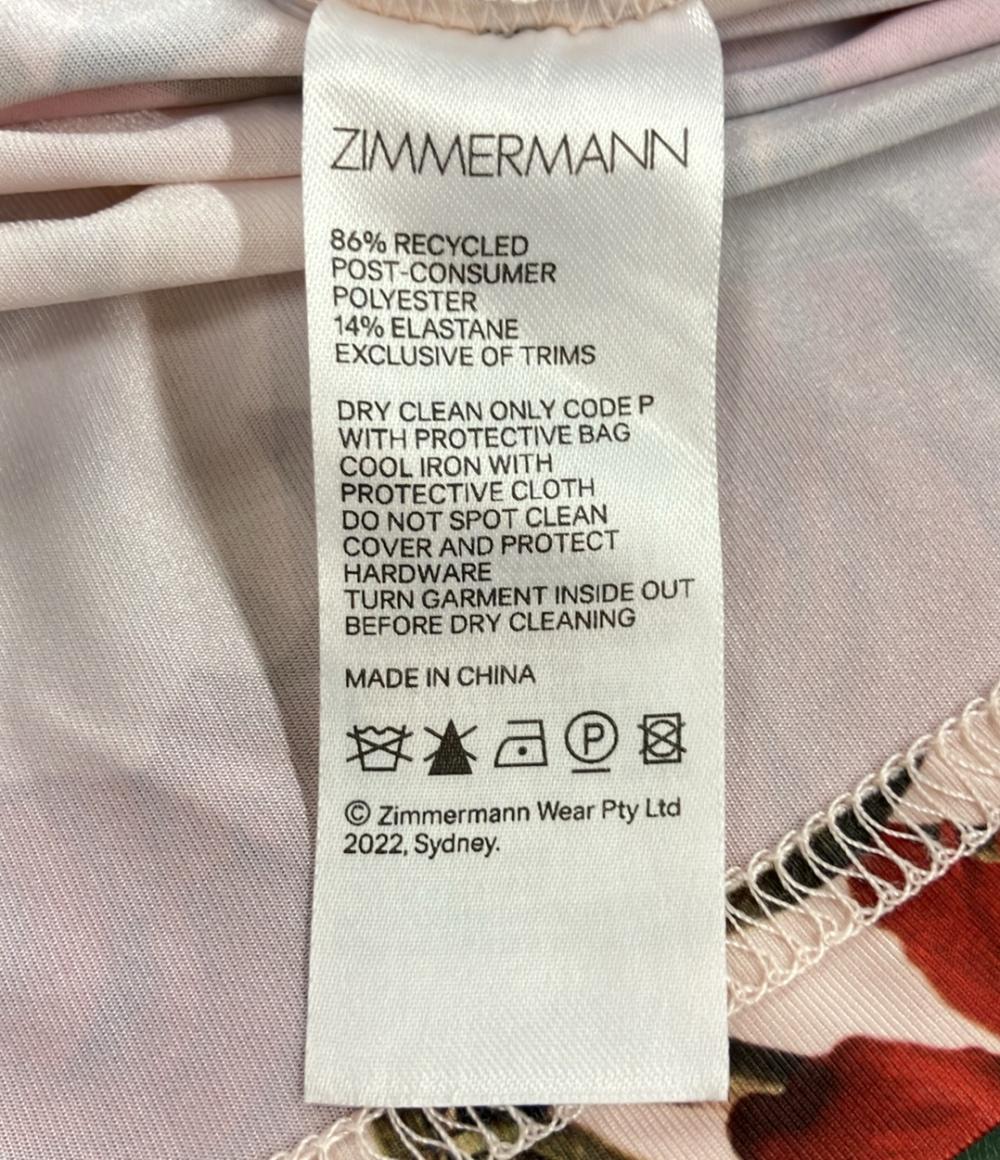 ZIMMERMANN
86% RECYCLED
POST-CONSUMER
POLYESTER
14% ELASTANE
EXCLUSIVE OF TRIMS
DRY CLEAN ONLY CODE P
WITH PROTECTIVE BAG
COOL IRON WITH
PROTECTIVE CLOTH
DO NOT SPOT CLEAN
COVER AND PROTECT
HARDWARE
TURN GARMENT INSIDE OUT
BEFORE DRY CLEANING
MADE IN CHINA
P
© Zimmermann Wear Pty Ltd
2022, Sydney.